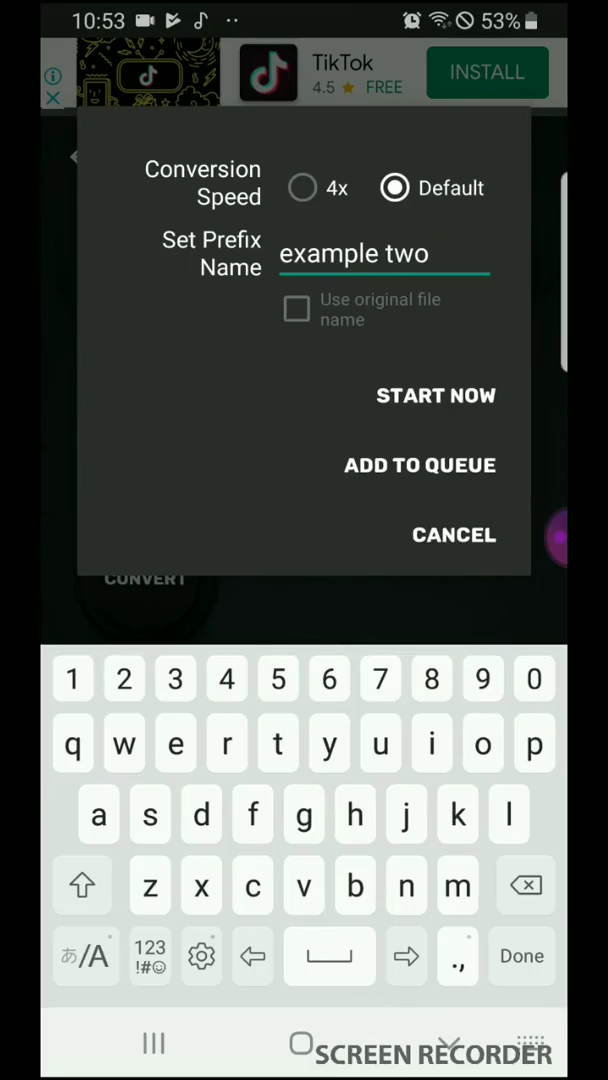 10:53
53%
TikTok
4.5 ★ FREE
INSTALL
Conversion
Speed
4x
Default
Set Prefix
Name
example two
Use original file
name
START NOW
ADD TO QUEUE
CANCEL
CONVERT
1 2 3 4 5 6 7 8 9 0
q w e r t y u i o p
a s d f g h j k l
z x c v b n m
あ/A
123
!#☺
.,
Done
SCREEN RECORDER